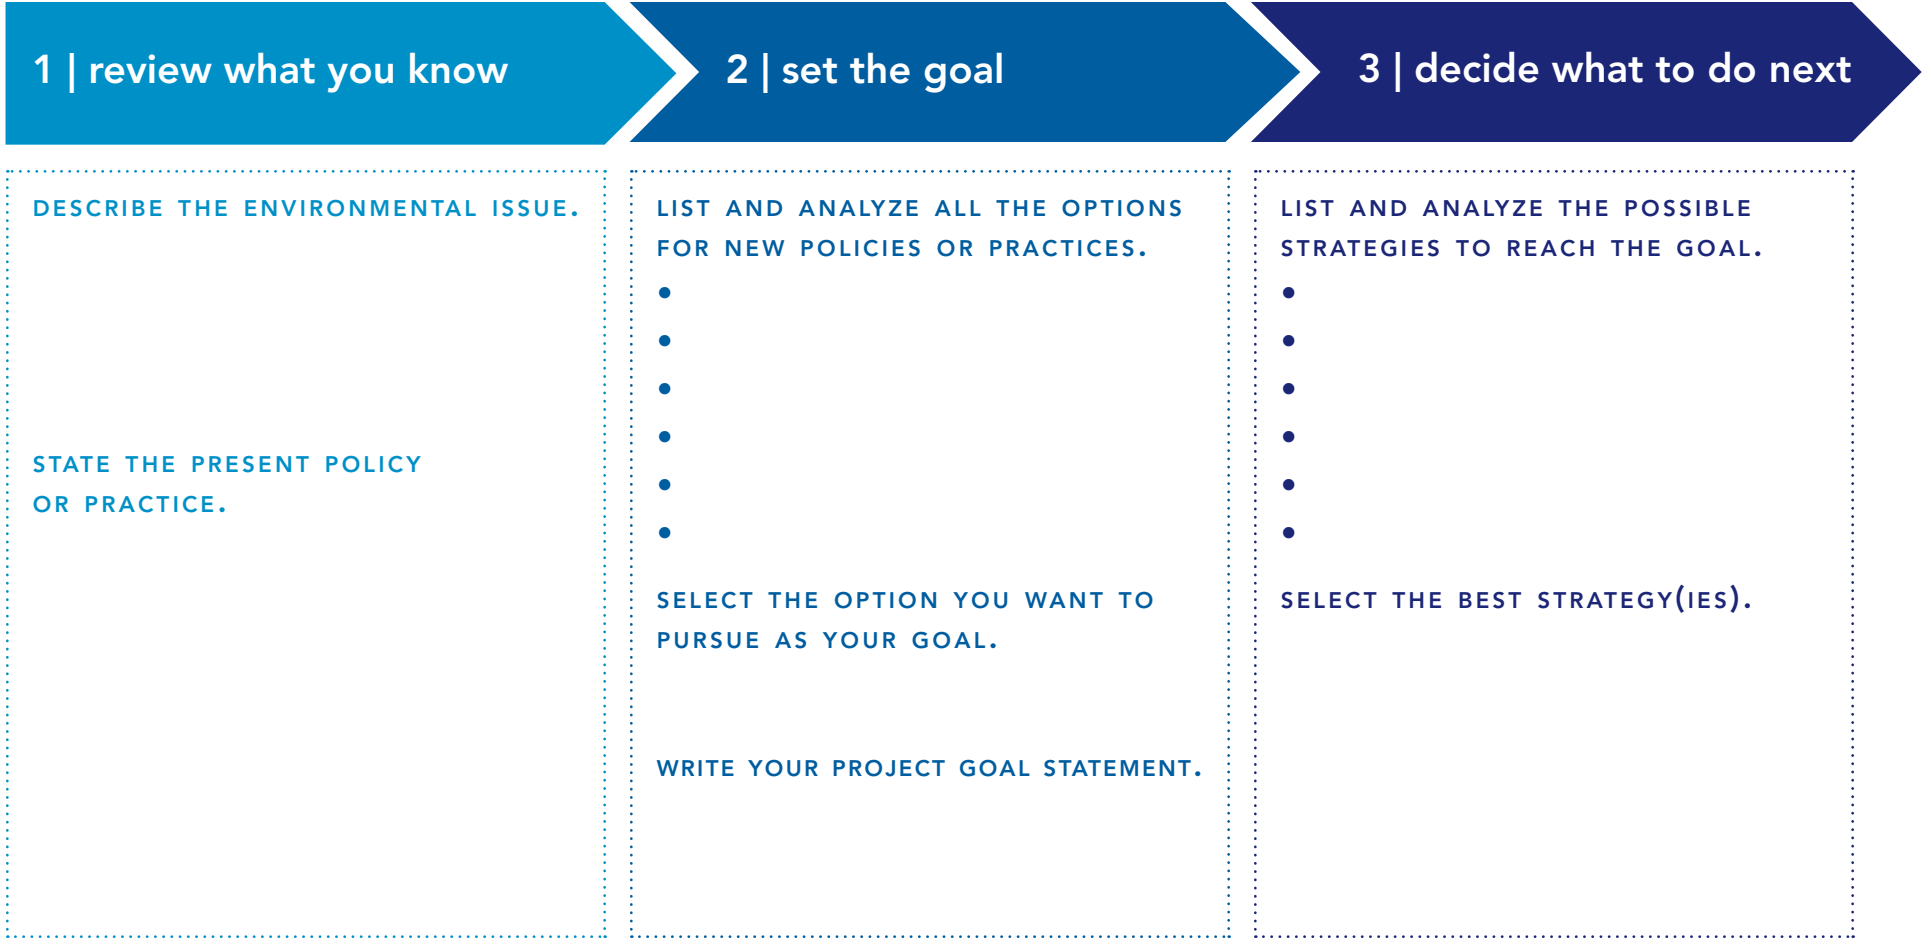 1 | review what you know
2 | set the goal
3 | decide what to do next
DESCRIBE THE ENVIRONMENTAL ISSUE.
STATE THE PRESENT POLICY
OR PRACTICE.
LIST AND ANALYZE ALL THE OPTIONS
FOR NEW POLICIES OR PRACTICES.
•
•
•
•
•
•
SELECT THE OPTION YOU WANT TO
PURSUE AS YOUR GOAL.
WRITE YOUR PROJECT GOAL STATEMENT.
LIST AND ANALYZE THE POSSIBLE
STRATEGIES TO REACH THE GOAL.
•
•
•
•
•
•
SELECT THE BEST STRATEGY(IES).